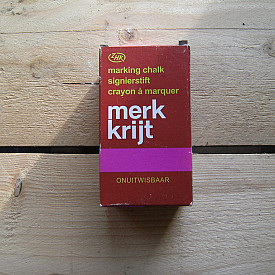 marking chalk
signierstift
crayon à marquer
merk
krijt
ONUITWISBAAR